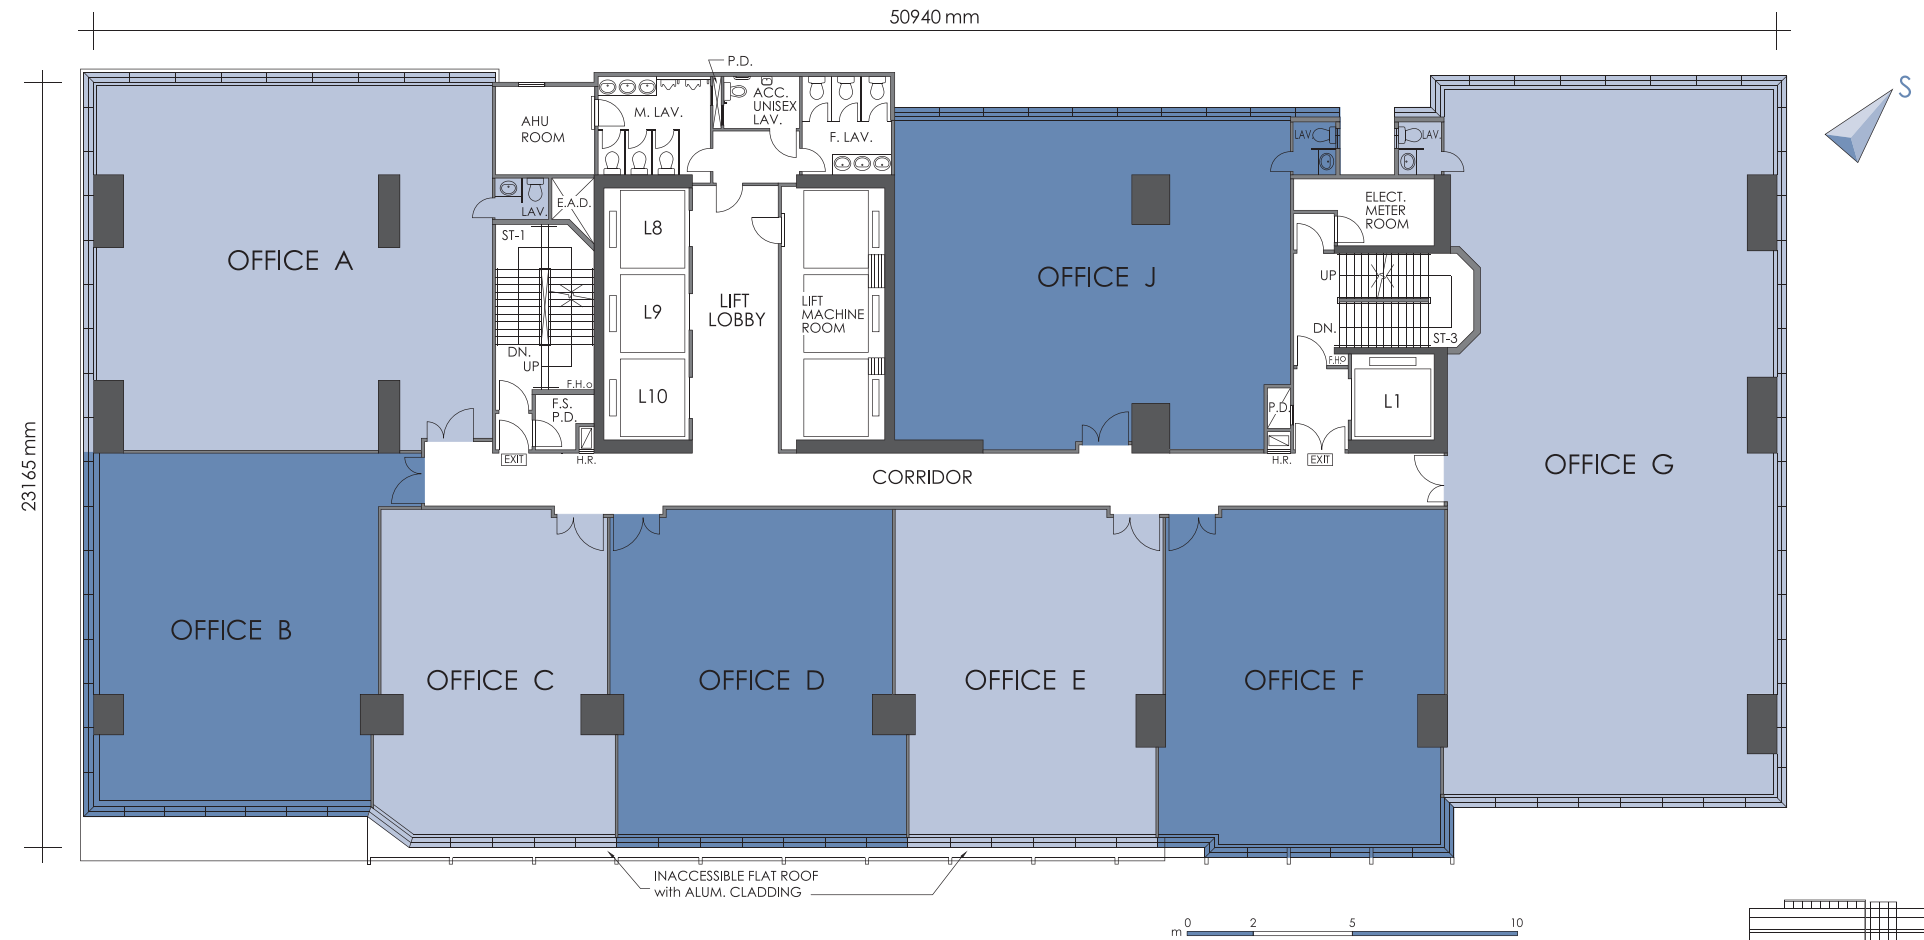 50940 mm
P.D.
S
AHU
ROOM
M. LAV.
ACC.
UNISEX
LAV.
F. LAV.
LAV.
LAV.
LAV.
E.A.D.
ELECT.
METER
ROOM
ST-1
L8
OFFICE A
OFFICE J
UP
LIFT
LOBBY
L9
LIFT
MACHINE
ROOM
DN.
ST-3
DN.
UP
F.H.
F.H.
F.S.
P.D.
L10
P.D.
L1
23165 mm
EXIT
H.R.
H.R.
EXIT
CORRIDOR
OFFICE G
OFFICE B
OFFICE C
OFFICE D
OFFICE E
OFFICE F
INACCESSIBLE FLAT ROOF
with ALUM. CLADDING
0 2 5 10
m